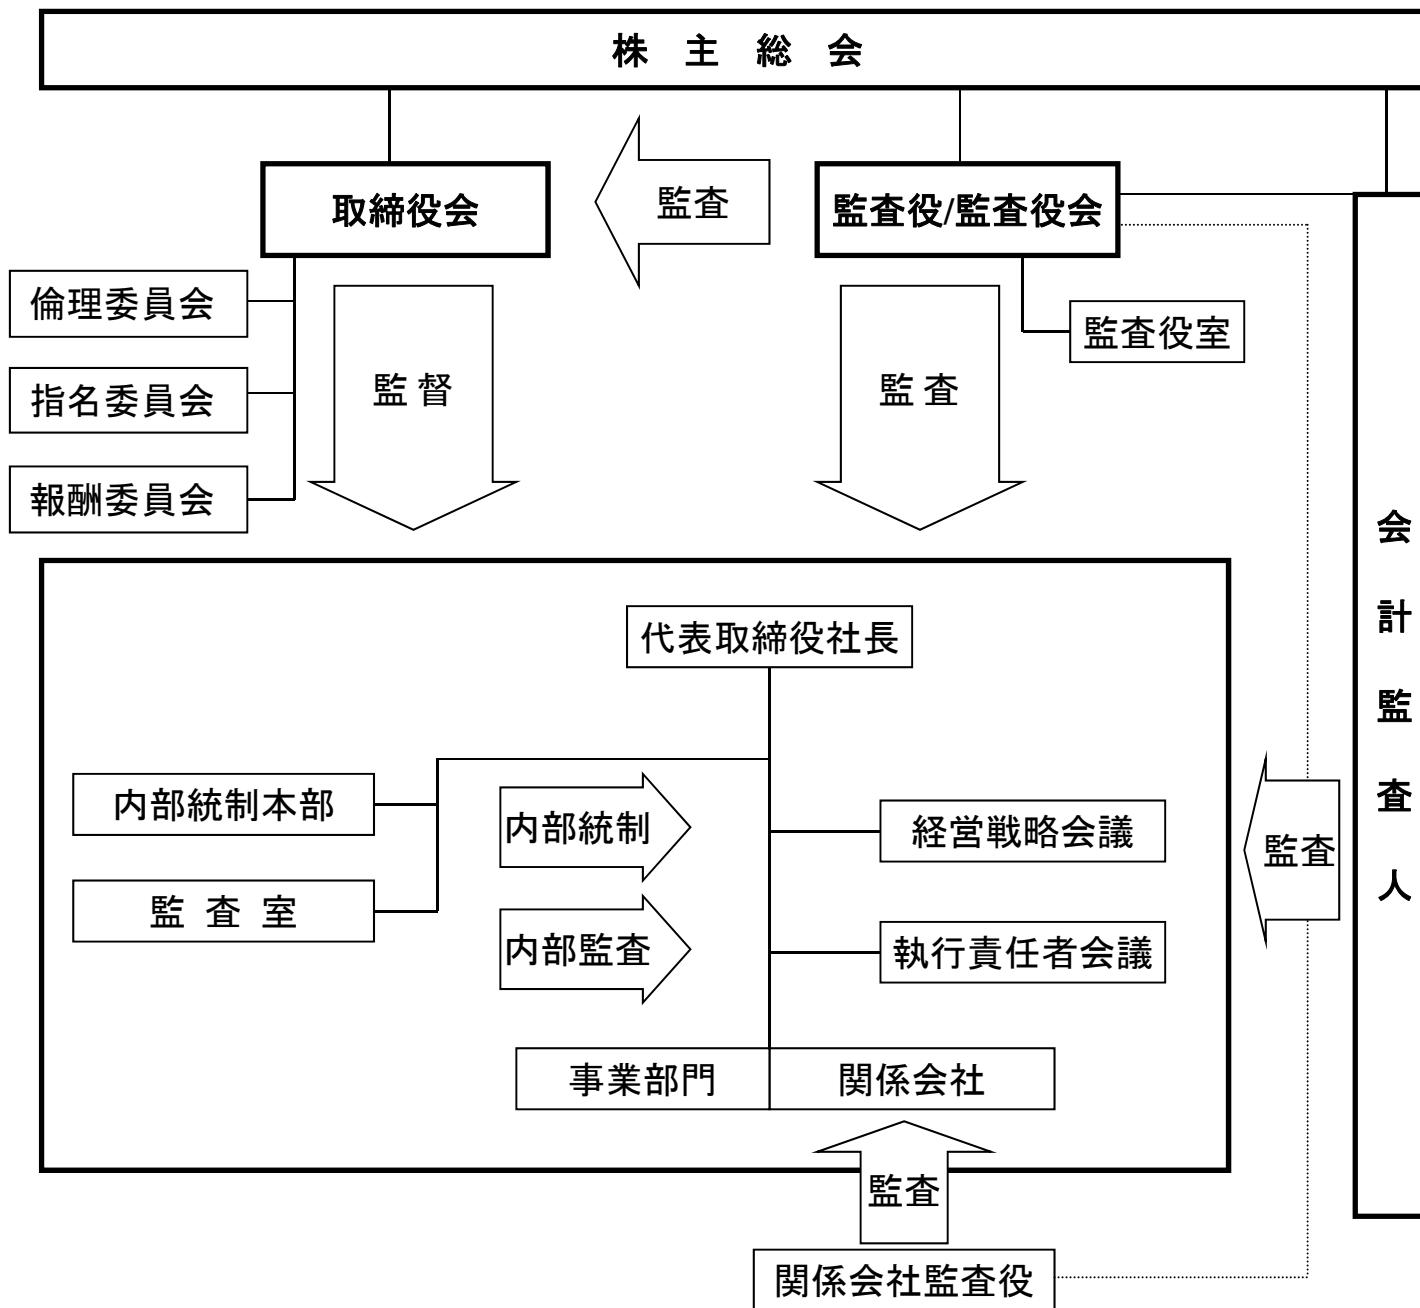 株主総会
取締役会
監査
監査役/監査役会
倫理委員会
指名委員会
報酬委員会
監督
監査
監査役室
会計監査人
代表取締役社長
内部統制本部
監査室
内部統制
内部監査
経営戦略会議
執行責任者会議
監査
事業部門
関係会社
監査
関係会社監査役